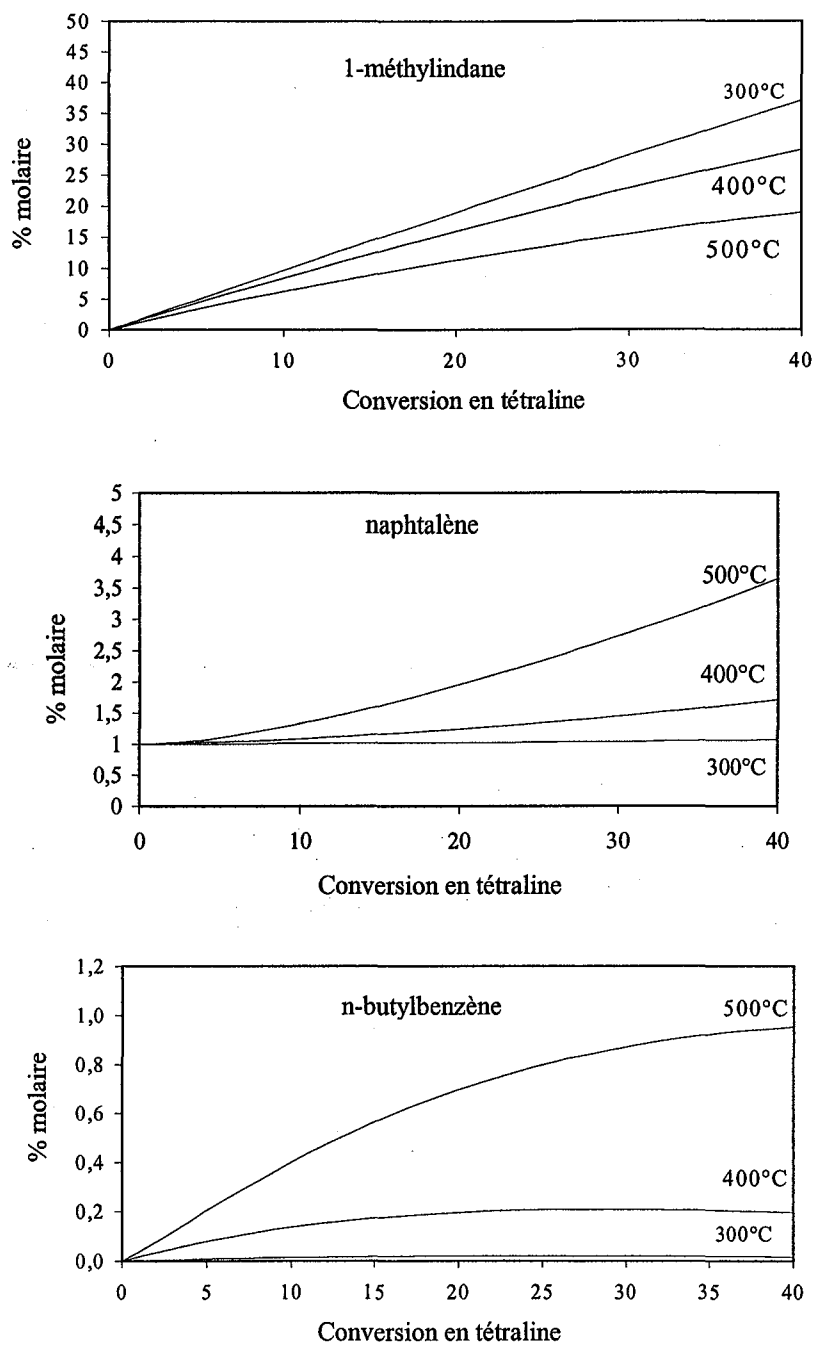 50
45
1-méthylindane
40
300°C
35
30
25
400°C
20
15
500°C
10
5
0
% molaire
0 10 20 30 40
Conversion en tétraline
5
4,5
naphtalène
4
500°C
3,5
3
2,5
400°C
2
1,5
1
300°C
0,5
0
% molaire
0 10 20 30 40
Conversion en tétraline
1,2
n-butylbenzène
500°C
1,0
0,8
0,6
0,4
400°C
0,2
300°C
0,0
% molaire
0 5 10 15 20 25 30 35 40
Conversion en tétraline